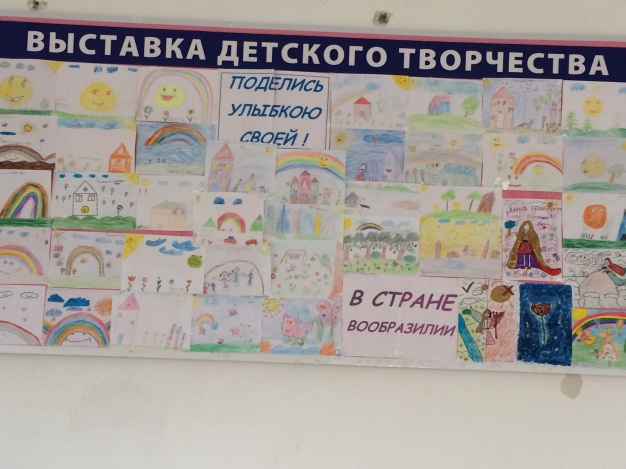 ВЫСТАВКА ДЕТСКОГО ТВОРЧЕСТВА
ПОДЕЛИСЬ
УЛЫБКОЮ
СВОЕЙ !
В СТРАНЕ
ВООБРАЗИЛИИ